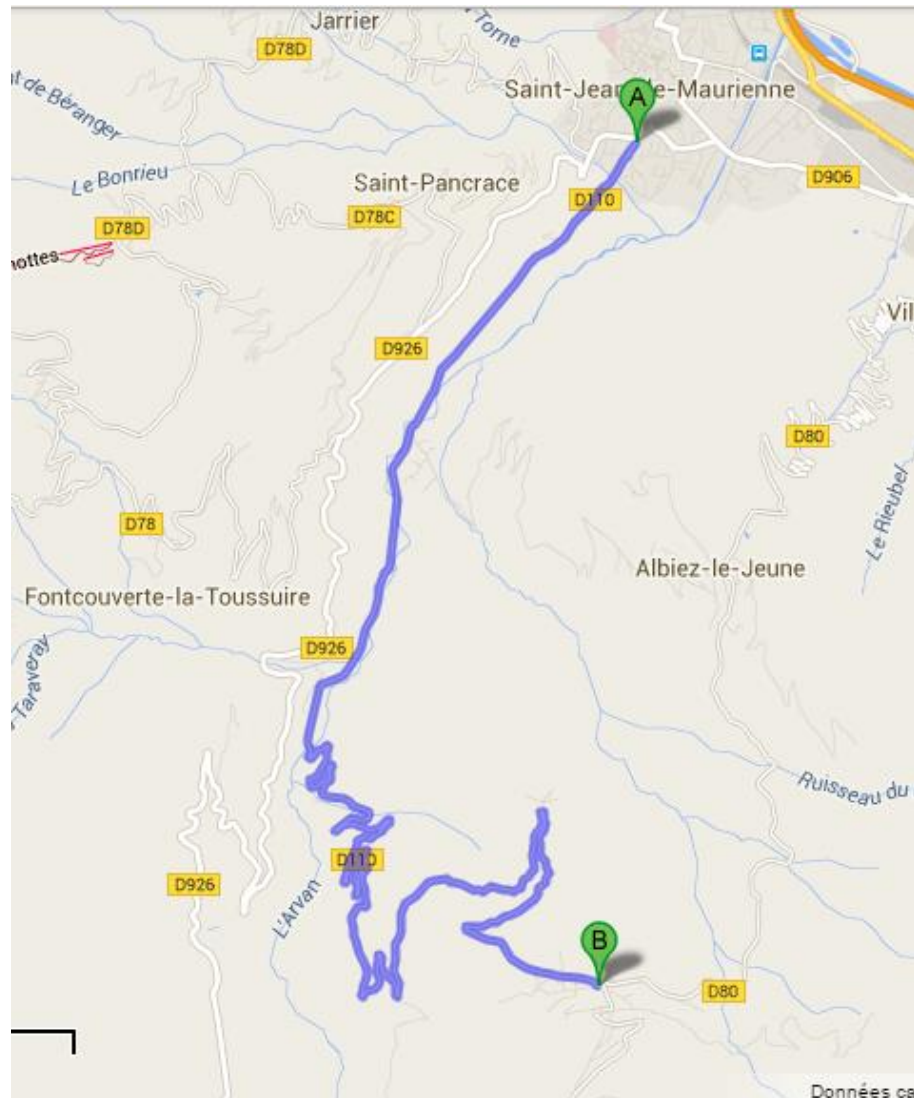 Jarrier
Torne
D78D
A
Saint-Jean-de-Maurienne
de Béranger
Le Bonrieu
Saint-Pancrace
D906
D110
D78C
D78D
Vil
D926
D80
Le Rieubel
D78
Albiez-le-Jeune
Fontcouverte-la-Toussuire
D926
Taraveray
Ruisseau du
D110
D926
L'Arvan
B
D80
Données ca